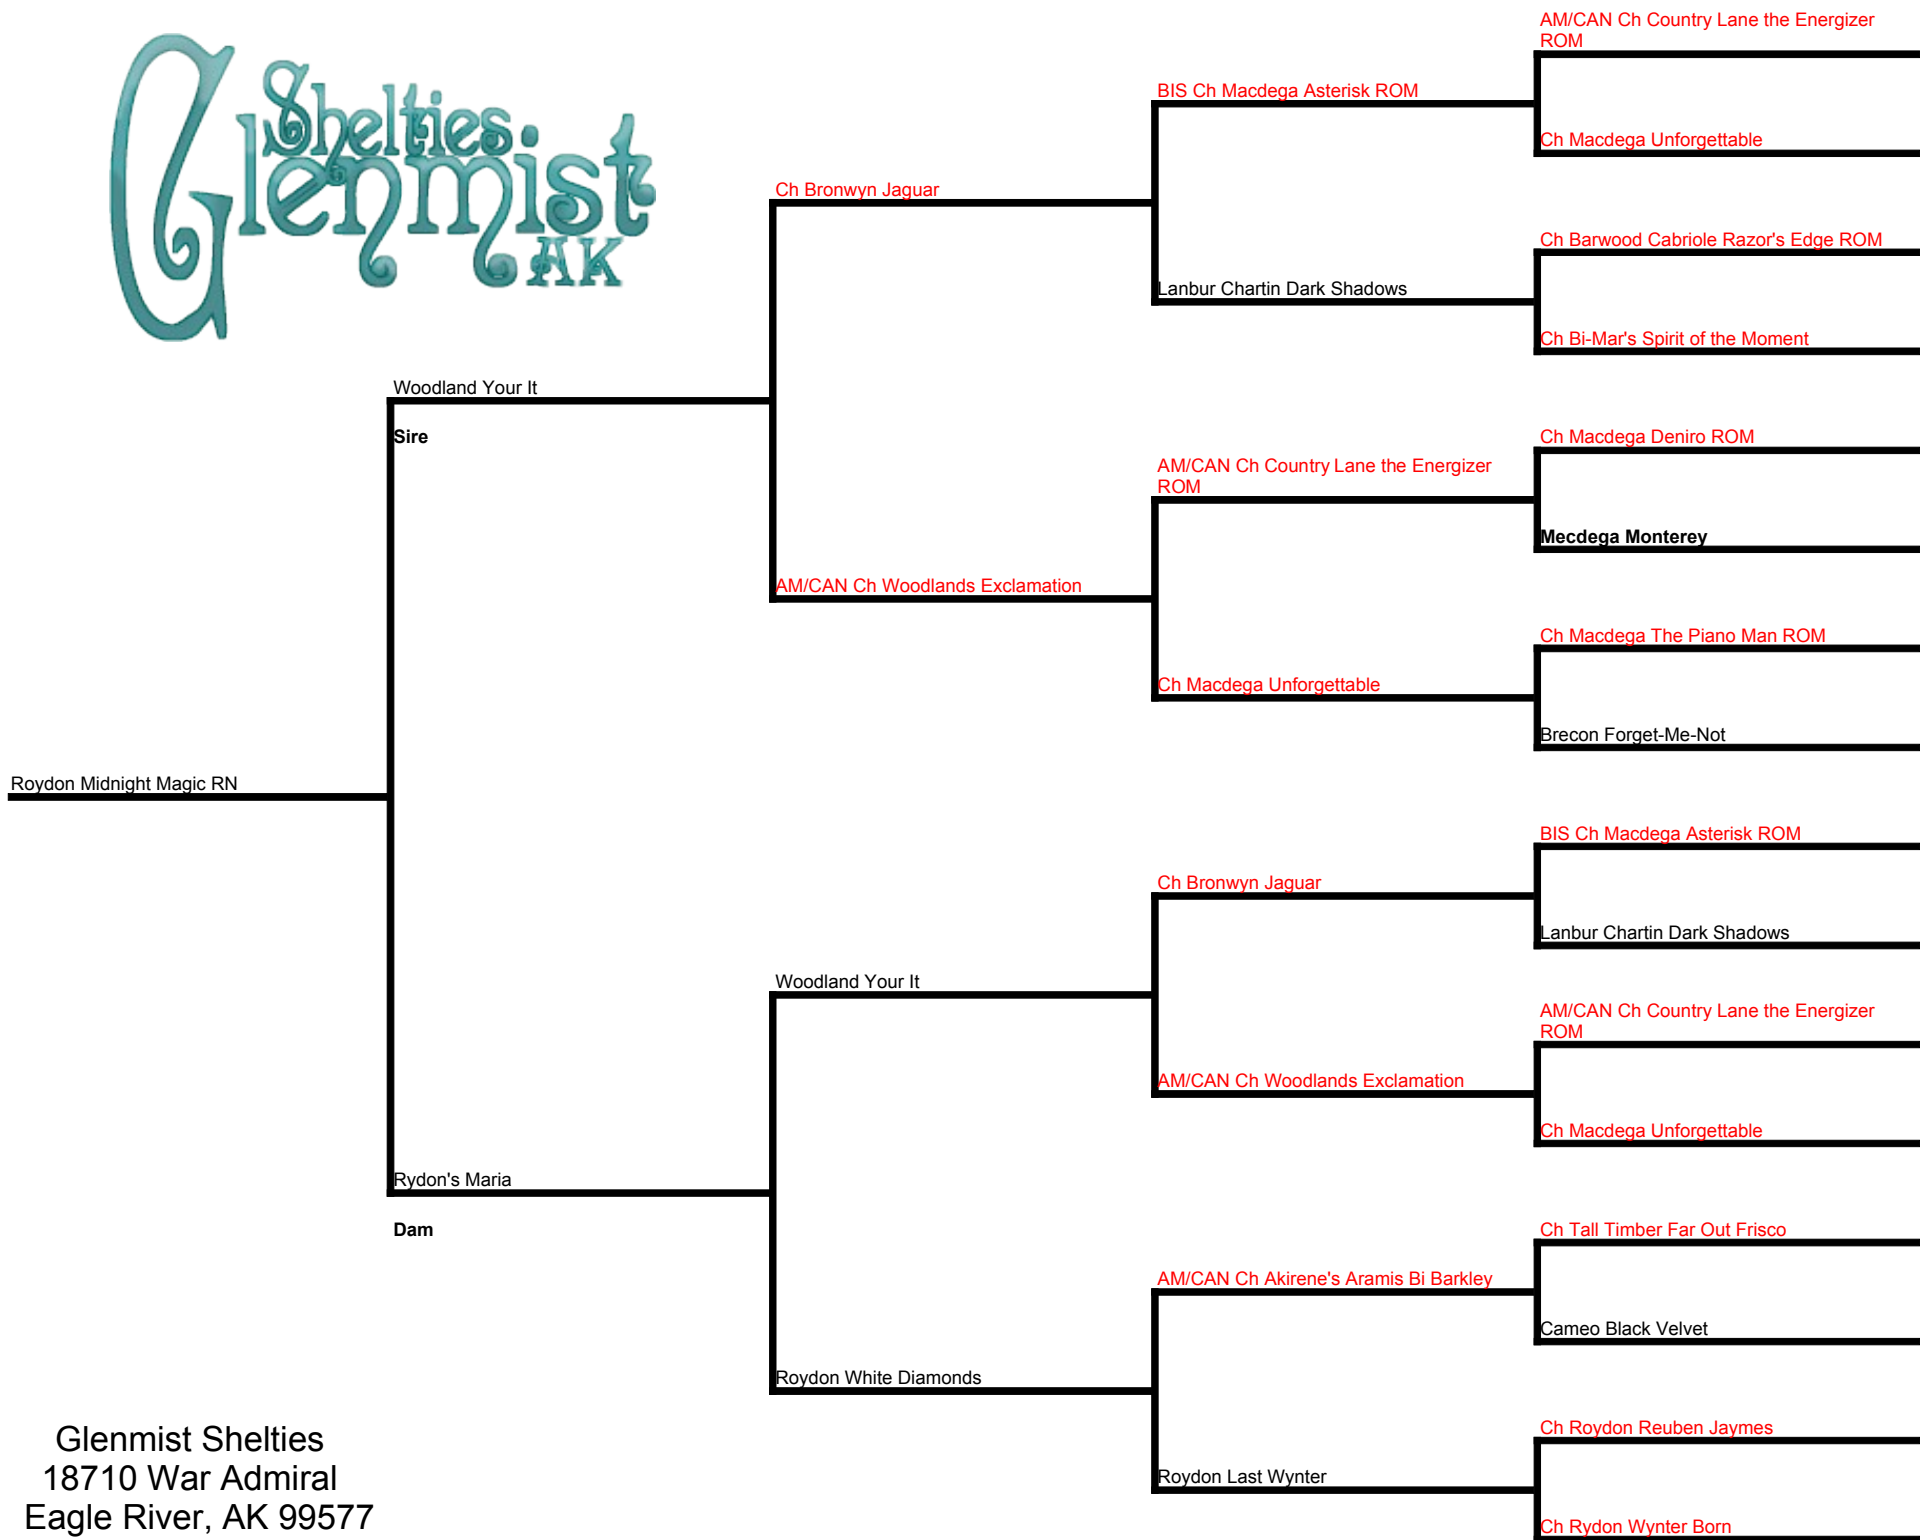 Shelties
Glenmist
AK
AM/CAN Ch Country Lane the Energizer
ROM
BIS Ch Macdega Asterisk ROM
Ch Macdega Unforgettable
Ch Bronwyn Jaguar
Ch Barwood Cabriole Razor's Edge ROM
Lanbur Chartin Dark Shadows
Ch Bi-Mar's Spirit of the Moment
Woodland Your It
Sire
Ch Macdega Deniro ROM
AM/CAN Ch Country Lane the Energizer
ROM
Mecdega Monterey
AM/CAN Ch Woodlands Exclamation
Ch Macdega The Piano Man ROM
Ch Macdega Unforgettable
Brecon Forget-Me-Not
Roydon Midnight Magic RN
BIS Ch Macdega Asterisk ROM
Ch Bronwyn Jaguar
Lanbur Chartin Dark Shadows
Woodland Your It
AM/CAN Ch Country Lane the Energizer
ROM
AM/CAN Ch Woodlands Exclamation
Ch Macdega Unforgettable
Rydon's Maria
Dam
Ch Tall Timber Far Out Frisco
AM/CAN Ch Akirene's Aramis Bi Barkley
Cameo Black Velvet
Roydon White Diamonds
Ch Roydon Reuben Jaymes
Roydon Last Wynter
Ch Rydon Wynter Born
Glenmist Shelties
18710 War Admiral
Eagle River, AK 99577